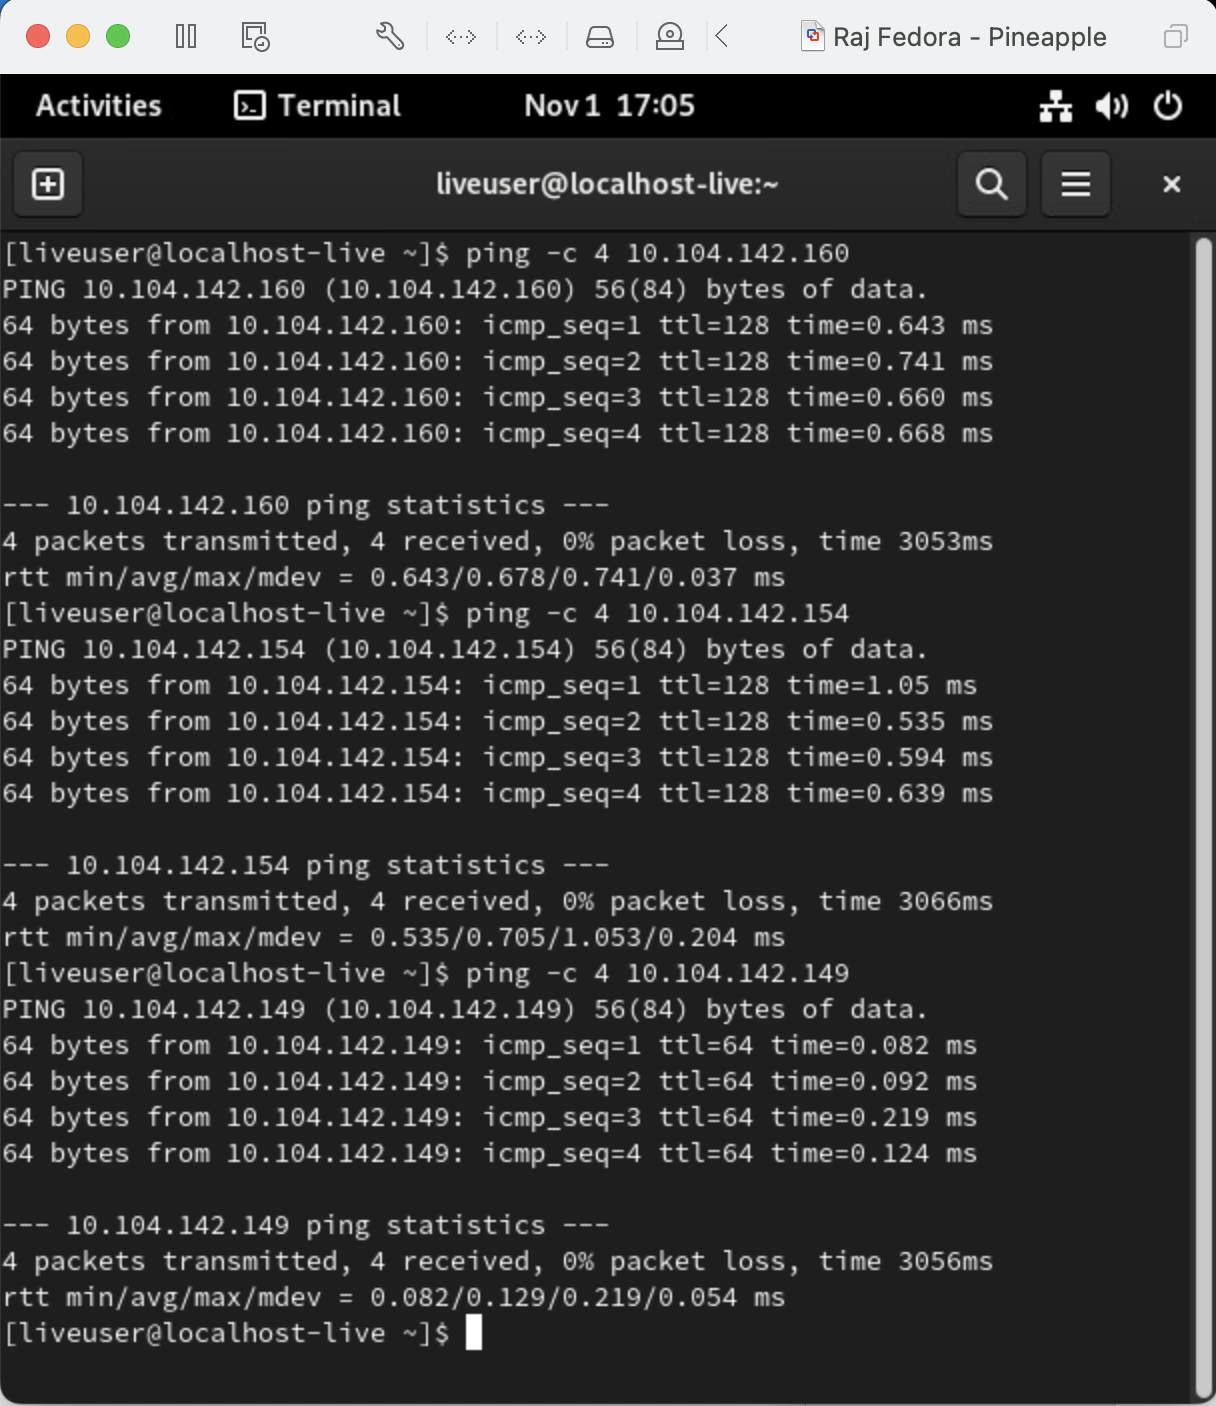 Raj Fedora - Pineapple
Activities Terminal Nov 1 17:05
liveuser@localhost-live:~
[liveuser@localhost-live ~]$ ping -c 4 10.104.142.160
PING 10.104.142.160 (10.104.142.160) 56(84) bytes of data.
64 bytes from 10.104.142.160: icmp_seq=1 ttl=128 time=0.643 ms
64 bytes from 10.104.142.160: icmp_seq=2 ttl=128 time=0.741 ms
64 bytes from 10.104.142.160: icmp_seq=3 ttl=128 time=0.660 ms
64 bytes from 10.104.142.160: icmp_seq=4 ttl=128 time=0.668 ms
--- 10.104.142.160 ping statistics ---
4 packets transmitted, 4 received, 0% packet loss, time 3053ms
rtt min/avg/max/mdev = 0.643/0.678/0.741/0.037 ms
[liveuser@localhost-live ~]$ ping -c 4 10.104.142.154
PING 10.104.142.154 (10.104.142.154) 56(84) bytes of data.
64 bytes from 10.104.142.154: icmp_seq=1 ttl=128 time=1.05 ms
64 bytes from 10.104.142.154: icmp_seq=2 ttl=128 time=0.535 ms
64 bytes from 10.104.142.154: icmp_seq=3 ttl=128 time=0.594 ms
64 bytes from 10.104.142.154: icmp_seq=4 ttl=128 time=0.639 ms
--- 10.104.142.154 ping statistics ---
4 packets transmitted, 4 received, 0% packet loss, time 3066ms
rtt min/avg/max/mdev = 0.535/0.705/1.053/0.204 ms
[liveuser@localhost-live ~]$ ping -c 4 10.104.142.149
PING 10.104.142.149 (10.104.142.149) 56(84) bytes of data.
64 bytes from 10.104.142.149: icmp_seq=1 ttl=64 time=0.082 ms
64 bytes from 10.104.142.149: icmp_seq=2 ttl=64 time=0.092 ms
64 bytes from 10.104.142.149: icmp_seq=3 ttl=64 time=0.219 ms
64 bytes from 10.104.142.149: icmp_seq=4 ttl=64 time=0.124 ms
--- 10.104.142.149 ping statistics ---
4 packets transmitted, 4 received, 0% packet loss, time 3056ms
rtt min/avg/max/mdev = 0.082/0.129/0.219/0.054 ms
[liveuser@localhost-live ~]$